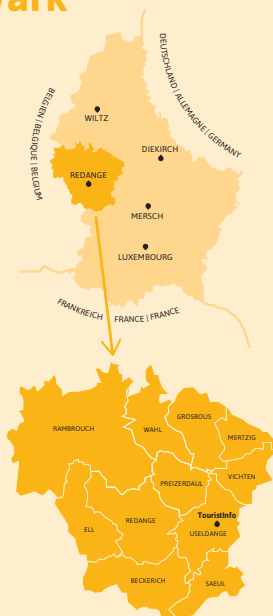 DEUTSCHLAND | ALLEMAGNE | GERMANY
BELGIEN | BELGIQUE | BELGIUM
WILTZ
DIEKIRCH
REDANGE
MERSCH
LUXEMBOURG
FRANKREICH | FRANCE | FRANCE
GROSBOUS
RAMBROUCH
WAHL
MERTZIG
VICHTEN
PREIZERDAUL
TouristInfo
REDANGE
ELL
USELDANGE
BECKERICH
SAEUL